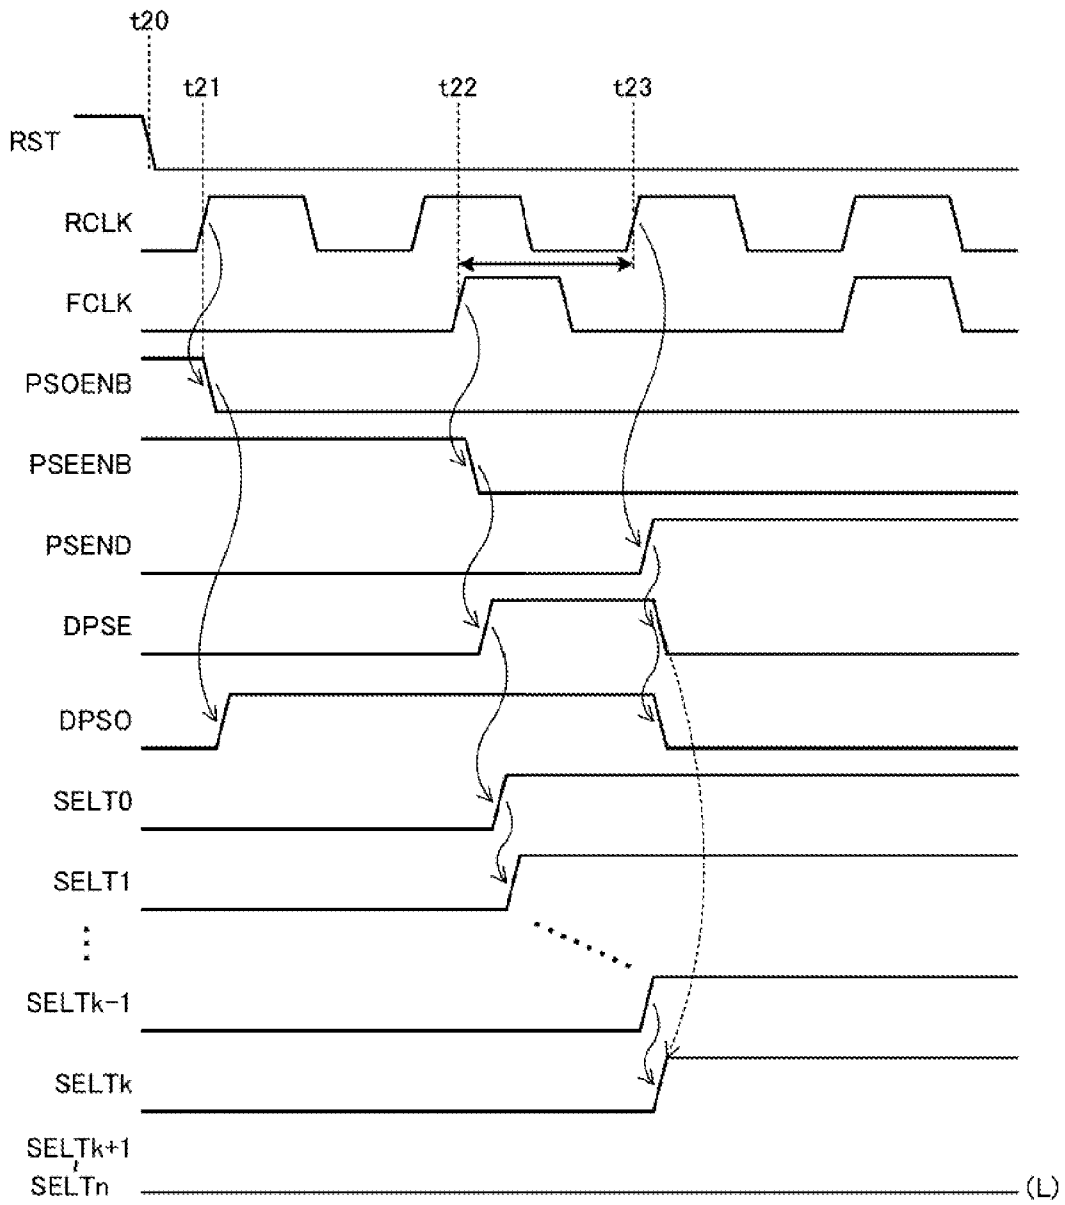 t20
t21
t22
t23
RST
RCLK
FCLK
PSOENB
PSEENB
PSEND
DPSE
DPSO
SELT0
SELT1
SELTk-1
SELTk
SELTk+1
~
SELTn
(L)